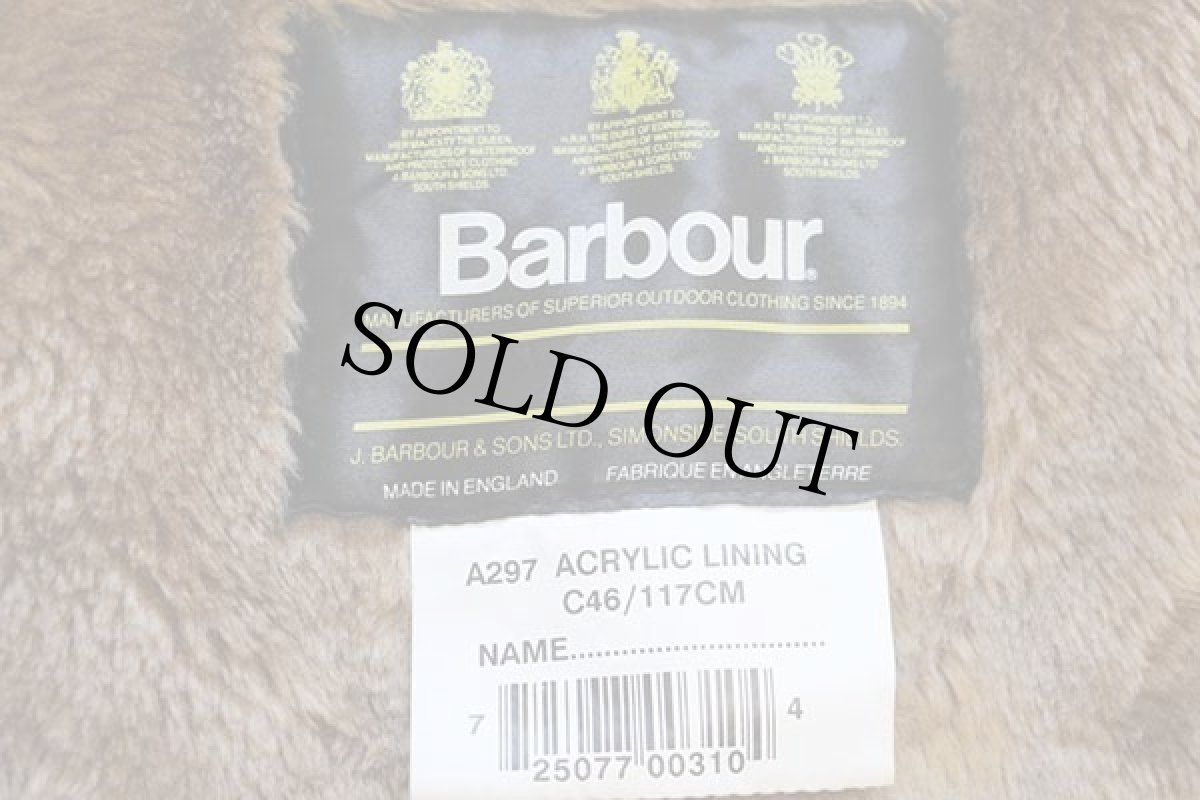 BY APPOINTMENT TO
HER MAJESTY THE QUEEN
MANUFACTURERS OF WATERPROOF
AND PROTECTIVE CLOTHING
J. BARBOUR & SONS LTD
SOUTH SHIELDS.
BY APPOINTMENT TO
H.R.H. THE DUKE OF EDINBURGH
MANUFACTURERS OF WATERPROOF
AND PROTECTIVE CLOTHING
J. BARBOUR & SONS LTD.,
SOUTH SHIELDS
BY APPOINTMENT TO
H.R.H. THE PRINCE OF WALES
MANUFACTURERS OF WATERPROOF
AND PROTECTIVE CLOTHING
J. BARBOUR & SONS LTD
SOUTH SHIELDS.
Barbour®
MANUFACTURERS OF SUPERIOR OUTDOOR CLOTHING SINCE 1894
SOLD OUT
J. BARBOUR & SONS LTD., SIMONSIDE, SOUTH SHIELDS.
MADE IN ENGLAND FABRIQUE EN ANGLETERRE
A297 ACRYLIC LINING
C46/117CM
NAME..............................
7 25077 00310 4